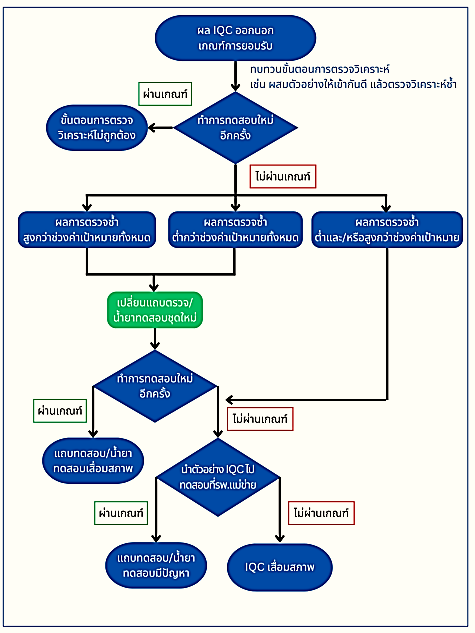 ผล IQC ออกนอก
เกณฑ์การยอมรับ
ทบทวนขั้นตอนการตรวจวิเคราะห์
เช่น ผสมตัวอย่างให้เข้ากันดี แล้วตรวจวิเคราะห์ซ้ำ
ผ่านเกณฑ์
ขั้นตอนการตรวจ
วิเคราะห์ไม่ถูกต้อง
ทำการทดสอบใหม่
อีกครั้ง
ไม่ผ่านเกณฑ์
ผลการตรวจซ้ำ
สูงกว่าช่วงค่าเป้าหมายทั้งหมด
ผลการตรวจซ้ำ
ต่ำกว่าช่วงค่าเป้าหมายทั้งหมด
ผลการตรวจซ้ำ
ต่ำและ/หรือสูงกว่าช่วงค่าเป้าหมาย
เปลี่ยนแถบตรวจ/
น้ำยาทดสอบชุดใหม่
ทำการทดสอบใหม่
อีกครั้ง
ผ่านเกณฑ์
ไม่ผ่านเกณฑ์
แถบทดสอบ/น้ำยา
ทดสอบเสื่อมสภาพ
นำตัวอย่าง IQC ไป
ทดสอบที่รพ.แม่ข่าย
ผ่านเกณฑ์
ไม่ผ่านเกณฑ์
แถบทดสอบ/น้ำยา
ทดสอบมีปัญหา
IQC เสื่อมสภาพ